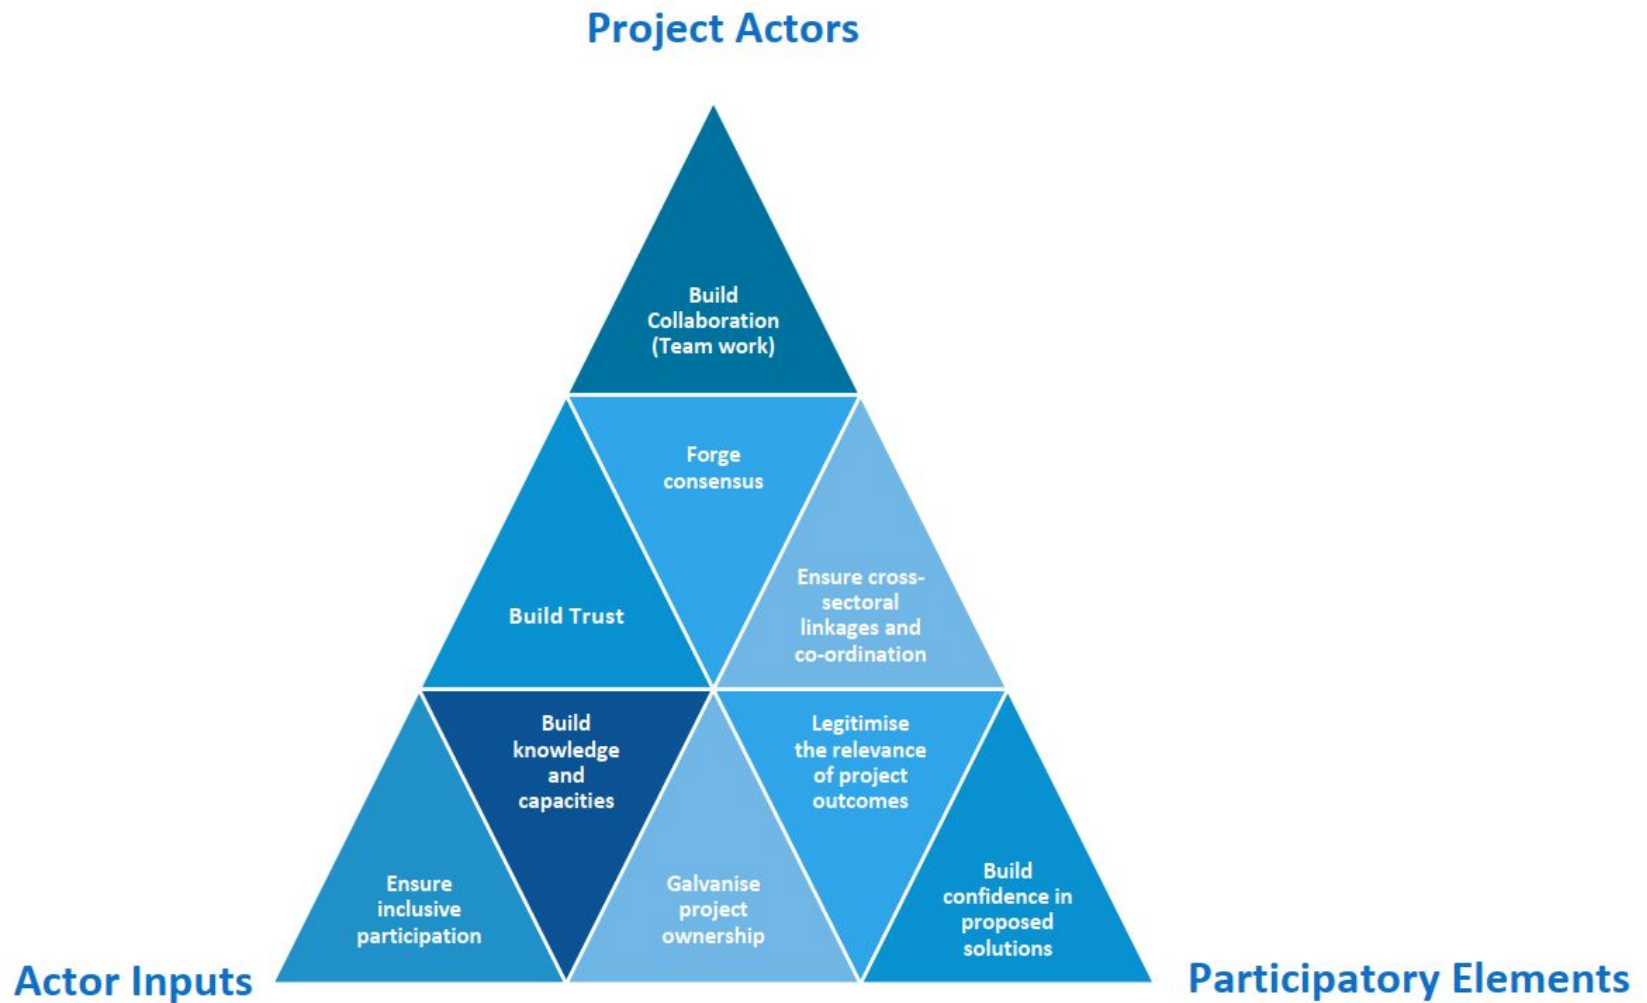 Project Actors
Build
Collaboration
(Team work)
Forge
consensus
Build Trust
Ensure cross-
sectoral
linkages and
co-ordination
Ensure
inclusive
participation
Build
knowledge
and
capacities
Galvanise
project
ownership
Legitimise
the relevance
of project
outcomes
Build
confidence in
proposed
solutions
Actor Inputs
Participatory Elements